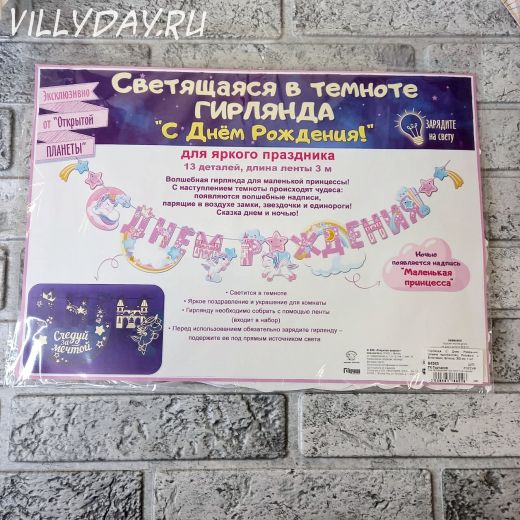 VILLYDAY.RU
Эксклюзивно
от "Открытой
ПЛАНЕТЫ"
Светящаяся в темноте
ГИРЛЯНДА
"С Днём Рождения!"
ЗАРЯДИТЕ
на свету
для яркого праздника
13 деталей, длина ленты 3 м
Волшебная гирлянда для маленькой принцессы!
С наступлением темноты происходят чудеса:
появляются волшебные надписи,
парящие в воздухе замки, звездочки и единороги!
Сказка днем и ночью!
С ДНЕМ РОЖДЕНИЯ!
Ночью
появляется надпись
"Маленькая
принцесса"
Следуй
за
мечтой
• Светится в темноте
• Яркое поздравление и украшение для комнаты
• Гирлянду необходимо собрать с помощью ленты
(входит в набор)
• Перед использованием обязательно зарядите гирлянду –
подержите ее под прямым источником света